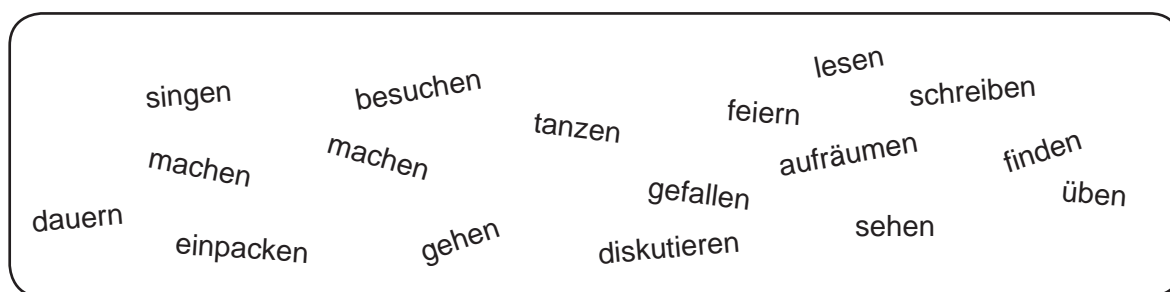 lesen
singen besuchen schreiben
tanzen feiern
machen machen aufräumen finden
gefallen üben
dauern einpacken gehen diskutieren sehen